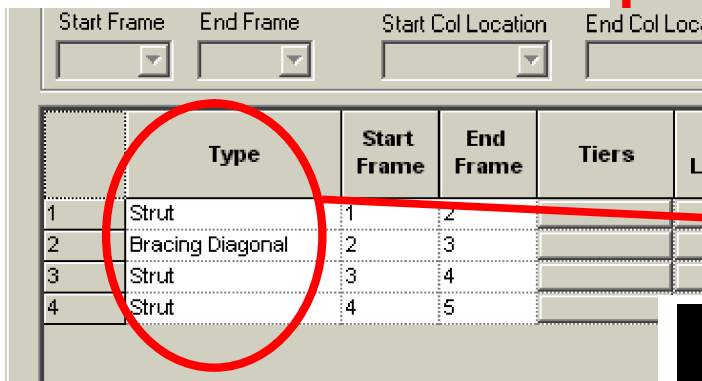 Start Frame End Frame Start Col Location End Col Loca
Type Start Frame End Frame Tiers L
1 Strut 1 2
2 Bracing Diagonal 2 3
3 Strut 3 4
4 Strut 4 5